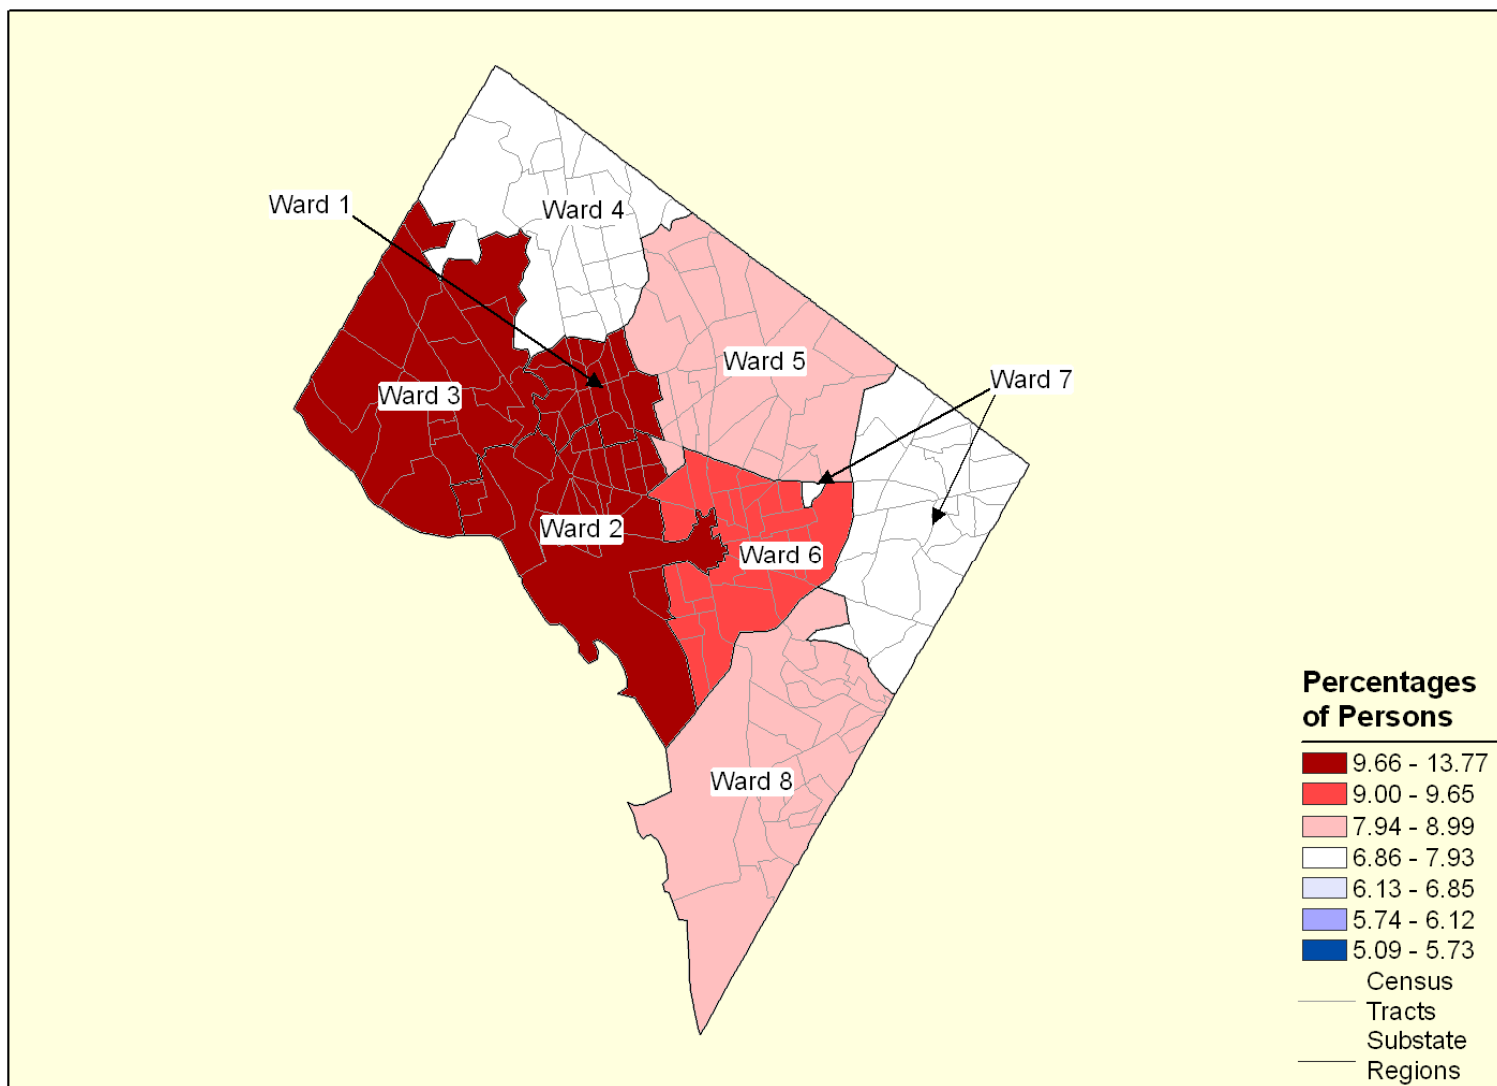 Ward 1
Ward 4
Ward 5
Ward 7
Ward 3
Ward 2
Ward 6
Ward 8
Percentages
of Persons
9.66 - 13.77
9.00 - 9.65
7.94 - 8.99
6.86 - 7.93
6.13 - 6.85
5.74 - 6.12
5.09 - 5.73
Census
Tracts
Substate
Regions